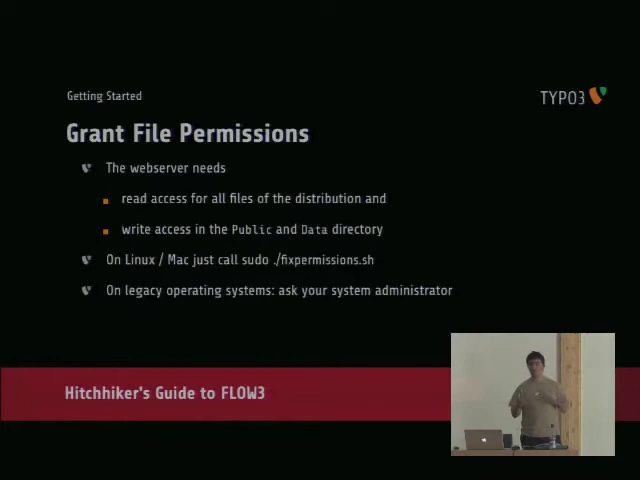 Getting Started
TYPO3
Grant File Permissions
The webserver needs
read access for all files of the distribution and
write access in the Public and Data directory
On Linux / Mac just call sudo ./fixpermissions.sh
On legacy operating systems: ask your system administrator
Hitchhiker's Guide to FLOW3